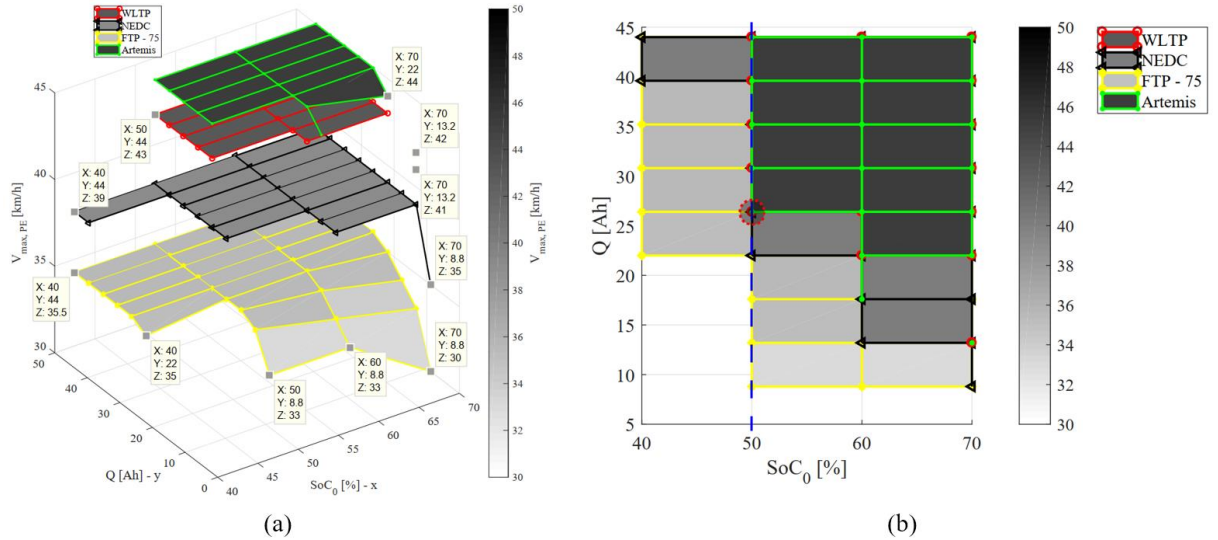 WLTP
NEDC
FTP - 75
Artemis
45
40
35
30
V_max, PE [km/h]
50
40
30
20
10
0
Q [Ah] - y
40
45
50
55
60
65
70
SoC_0 [%] - x
X: 70
Y: 22
Z: 44
X: 50
Y: 44
Z: 43
X: 70
Y: 13.2
Z: 42
X: 40
Y: 44
Z: 39
X: 70
Y: 13.2
Z: 41
X: 70
Y: 8.8
Z: 35
X: 40
Y: 44
Z: 35.5
X: 40
Y: 22
Z: 35
X: 50
Y: 8.8
Z: 33
X: 60
Y: 8.8
Z: 33
X: 70
Y: 8.8
Z: 30
50
48
46
44
42
40
38
36
34
32
30
V_max, PE [km/h]
(a)
45
40
35
30
25
20
15
10
5
Q [Ah]
40
50
60
70
SoC_0 [%]
50
48
46
44
42
40
38
36
34
32
30
WLTP
NEDC
FTP - 75
Artemis
(b)